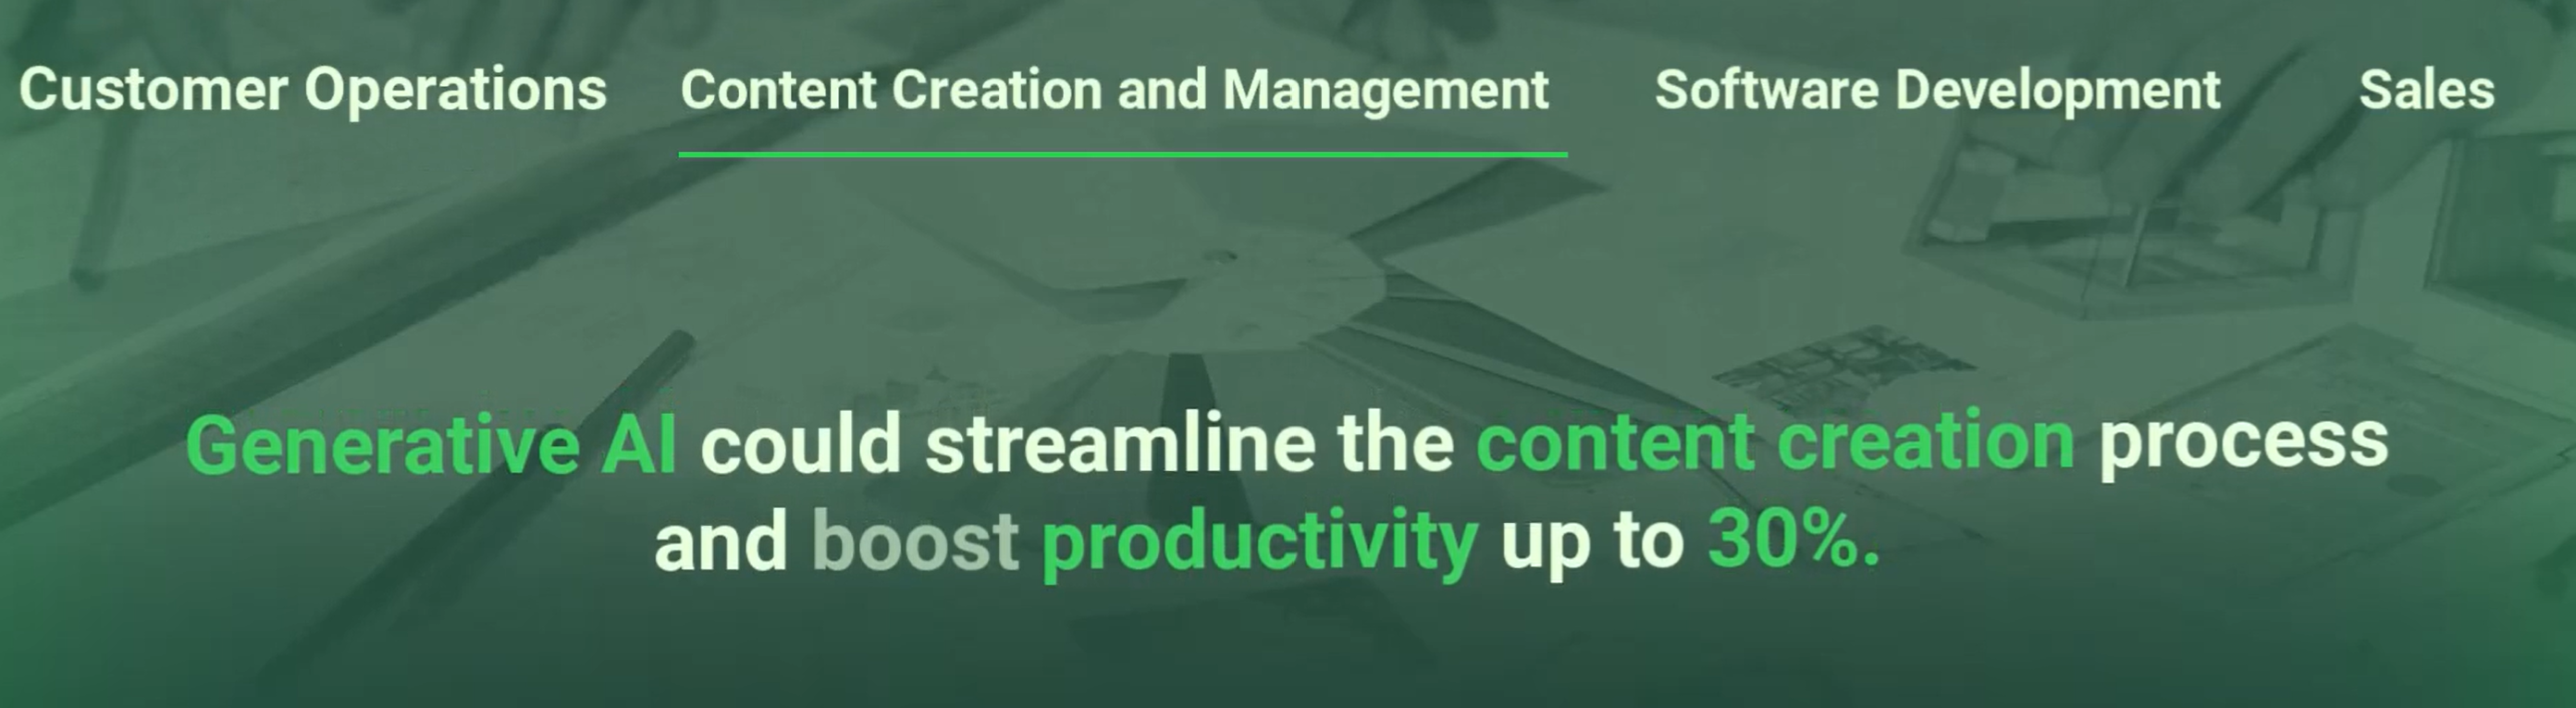 Customer Operations Content Creation and Management Software Development Sales
Generative AI could streamline the content creation process
and boost productivity up to 30%.